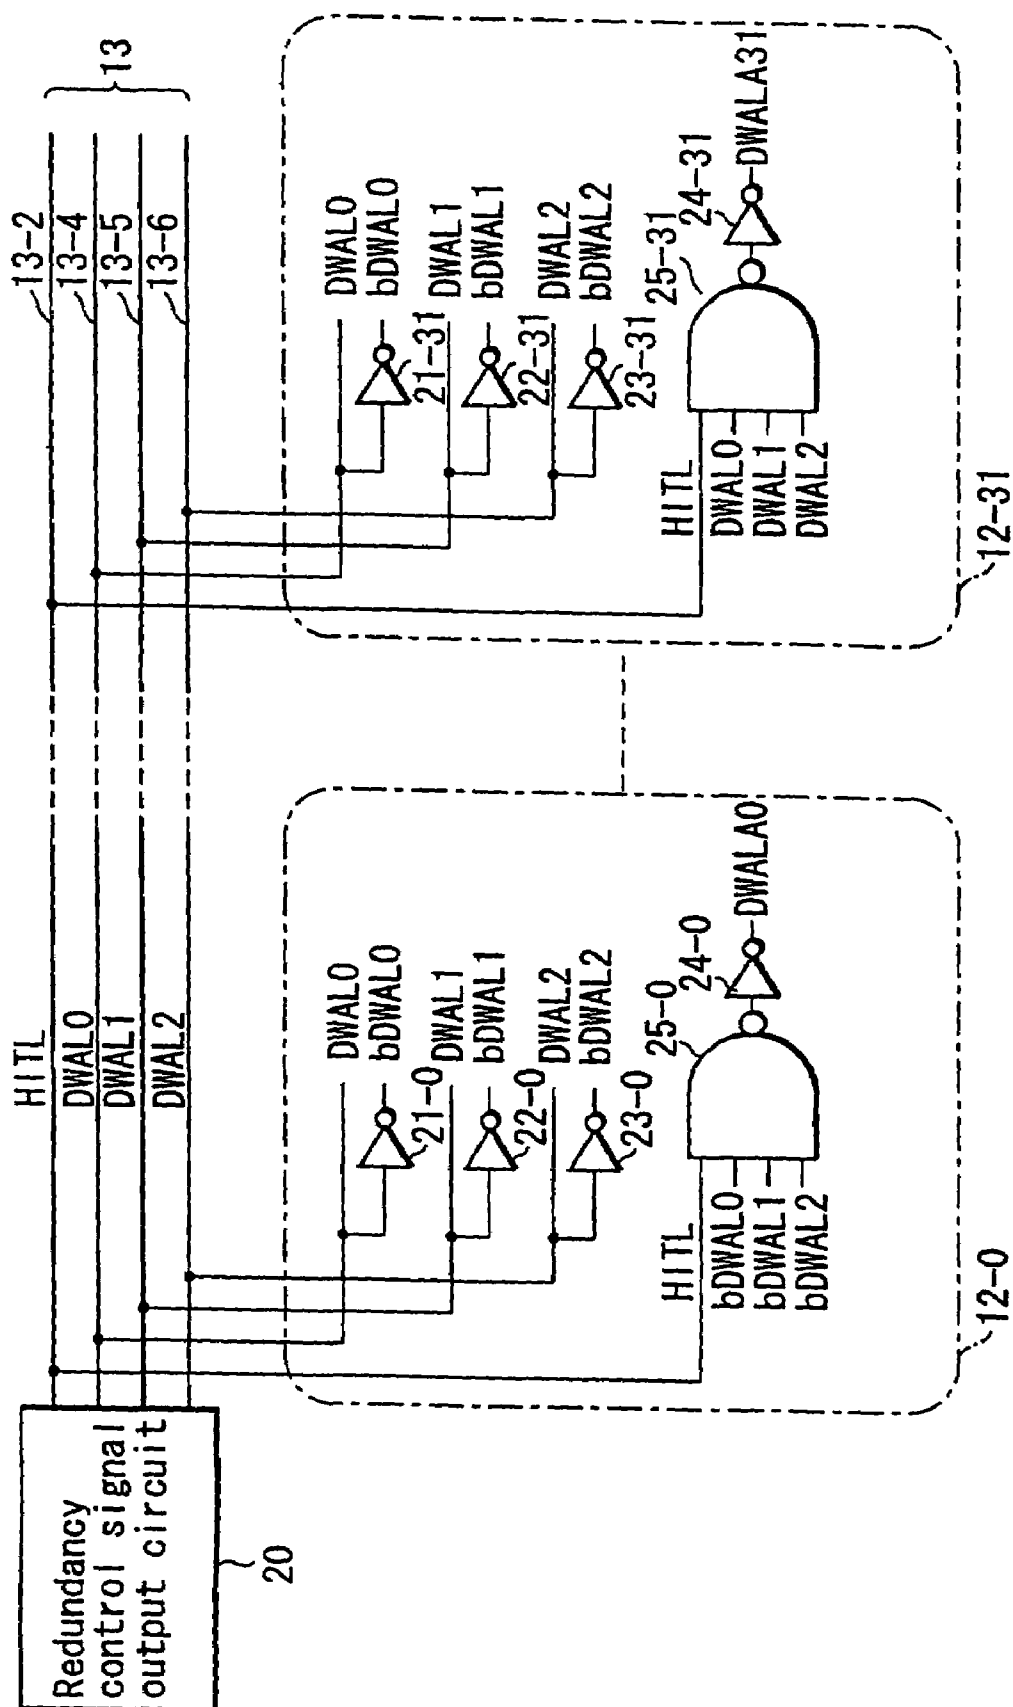 Redundancy
control signal
output circuit
20
HITL
DWAL0
DWAL1
DWAL2
13-2
13-4
13-5
13-6
13
DWAL0
bDWAL0
21-0
DWAL1
bDWAL1
22-0
DWAL2
bDWAL2
23-0
HITL
bDWAL0
bDWAL1
bDWAL2
25-0
24-0
DWALA0
12-0
DWAL0
bDWAL0
21-31
DWAL1
bDWAL1
22-31
DWAL2
bDWAL2
23-31
HITL
DWAL0
DWAL1
DWAL2
25-31
24-31
DWALA31
12-31